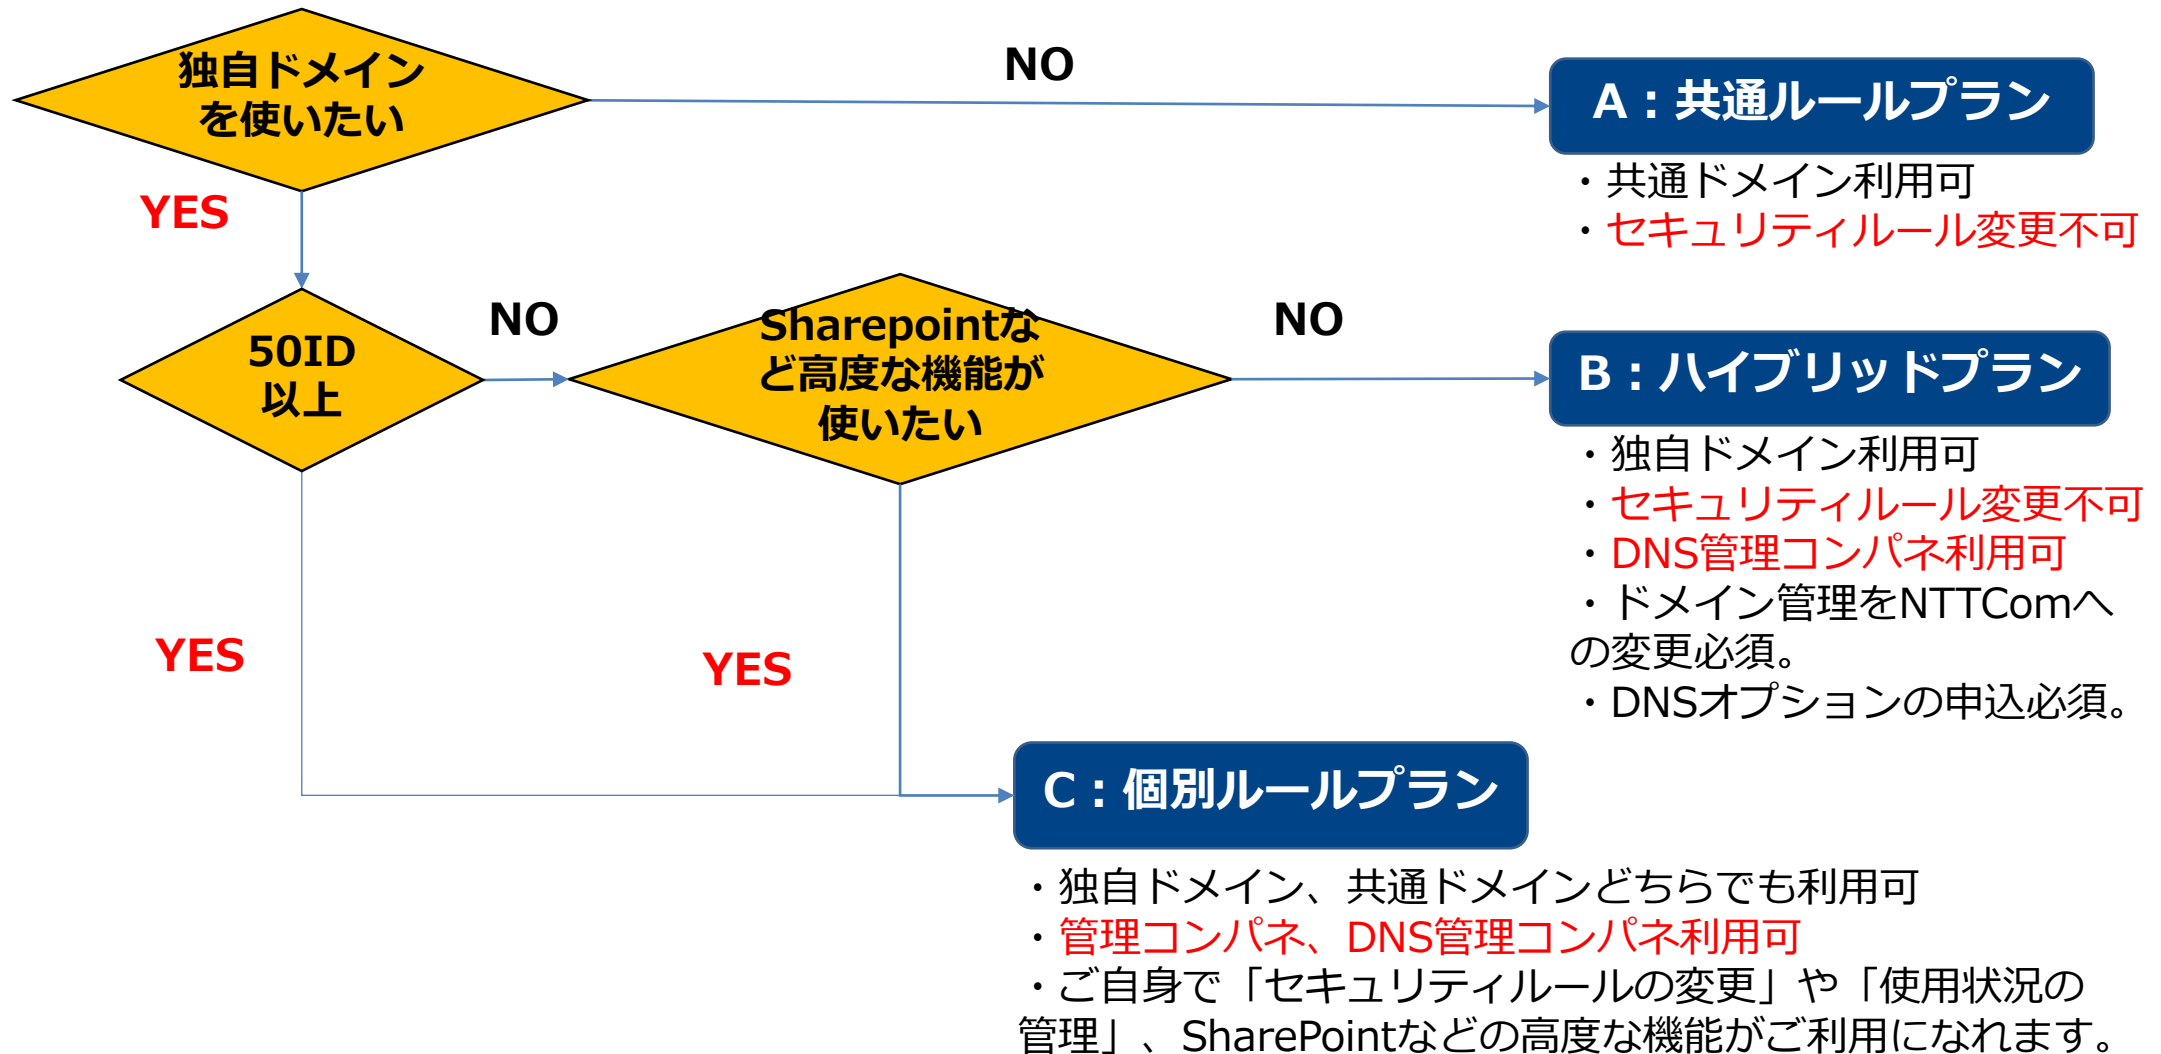 独自ドメイン
を使いたい
NO
A：共通ルールプラン
・共通ドメイン利用可
・セキュリティルール変更不可
YES
50ID
以上
NO
Sharepointな
ど高度な機能が
使いたい
NO
B：ハイブリッドプラン
・独自ドメイン利用可
・セキュリティルール変更不可
・DNS管理コンパネ利用可
・ドメイン管理をNTTComへ
の変更必須。
・DNSオプションの申込必須。
YES
YES
C：個別ルールプラン
・独自ドメイン、共通ドメインどちらでも利用可
・管理コンパネ、DNS管理コンパネ利用可
・ご自身で「セキュリティルールの変更」や「使用状況の
管理」、SharePointなどの高度な機能がご利用になれます。